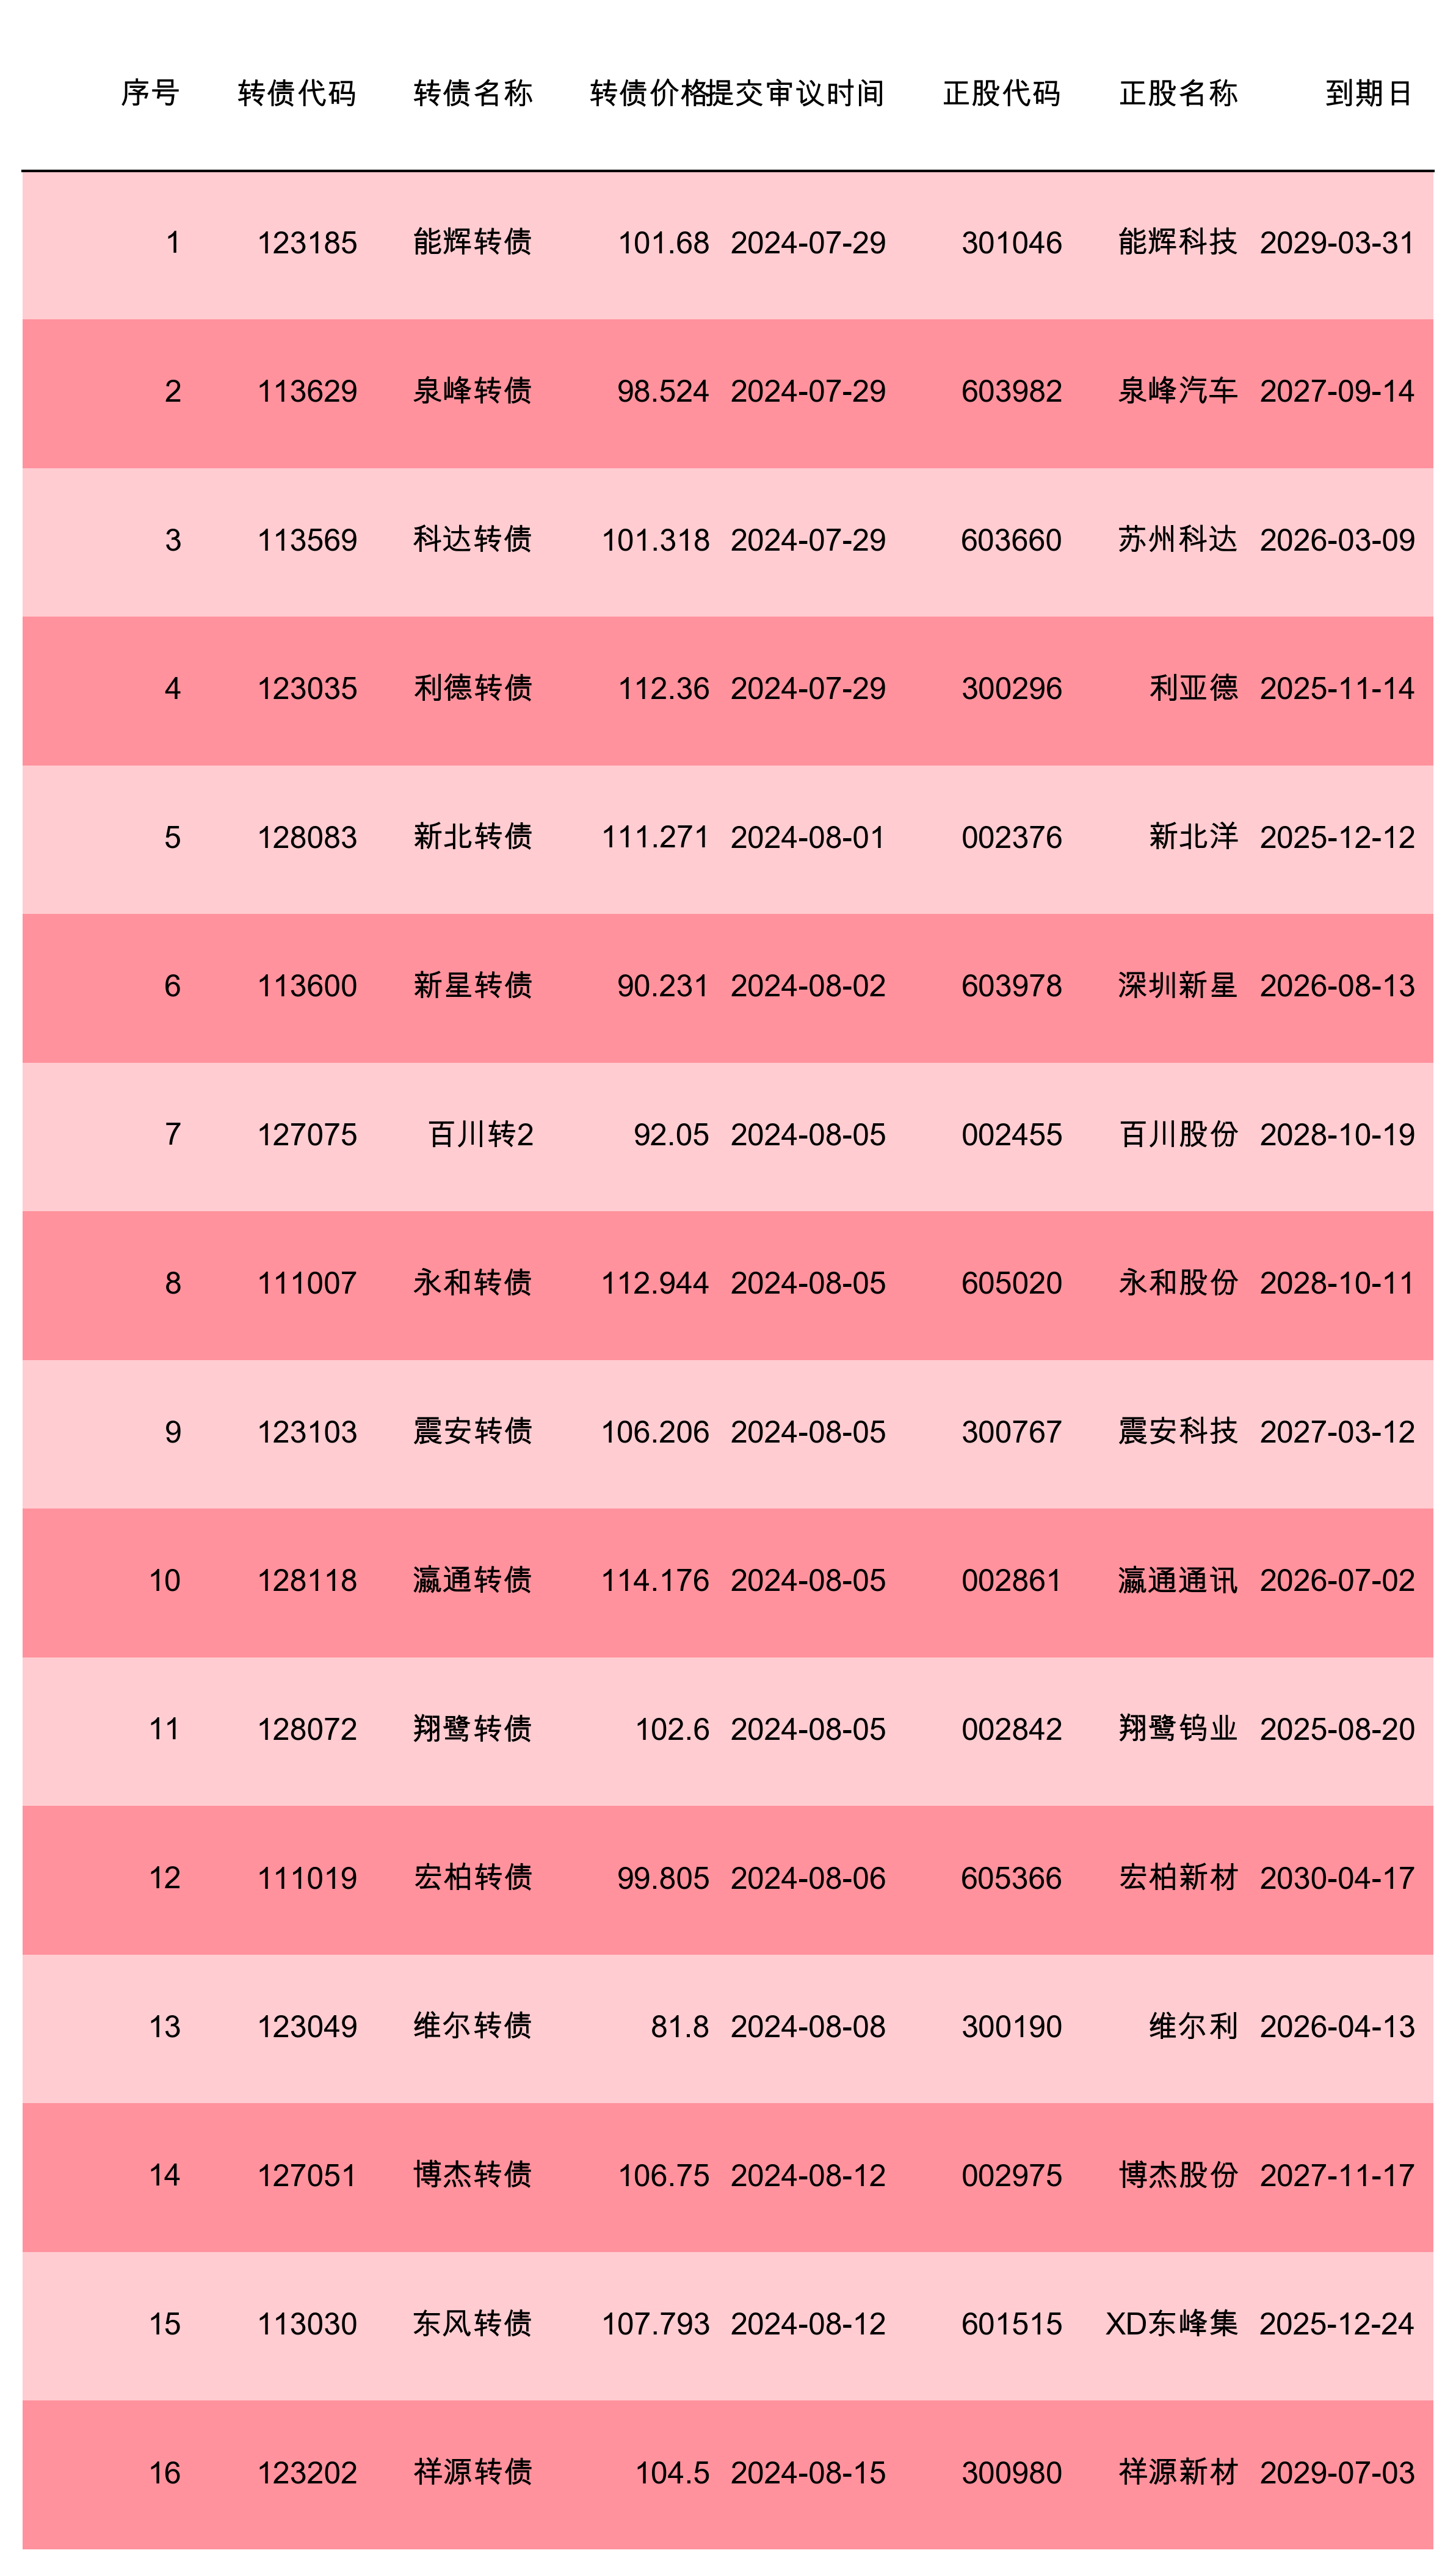 序号 转债代码 转债名称 转债价格 提交审议时间 正股代码 正股名称 到期日
1 123185 能辉转债 101.68 2024-07-29 301046 能辉科技 2029-03-31
2 113629 泉峰转债 98.524 2024-07-29 603982 泉峰汽车 2027-09-14
3 113569 科达转债 101.318 2024-07-29 603660 苏州科达 2026-03-09
4 123035 利德转债 112.36 2024-07-29 300296 利亚德 2025-11-14
5 128083 新北转债 111.271 2024-08-01 002376 新北洋 2025-12-12
6 113600 新星转债 90.231 2024-08-02 603978 深圳新星 2026-08-13
7 127075 百川转2 92.05 2024-08-05 002455 百川股份 2028-10-19
8 111007 永和转债 112.944 2024-08-05 605020 永和股份 2028-10-11
9 123103 震安转债 106.206 2024-08-05 300767 震安科技 2027-03-12
10 128118 瀛通转债 114.176 2024-08-05 002861 瀛通通讯 2026-07-02
11 128072 翔鹭转债 102.6 2024-08-05 002842 翔鹭钨业 2025-08-20
12 111019 宏柏转债 99.805 2024-08-06 605366 宏柏新材 2030-04-17
13 123049 维尔转债 81.8 2024-08-08 300190 维尔利 2026-04-13
14 127051 博杰转债 106.75 2024-08-12 002975 博杰股份 2027-11-17
15 113030 东风转债 107.793 2024-08-12 601515 XD东峰集 2025-12-24
16 123202 祥源转债 104.5 2024-08-15 300980 祥源新材 2029-07-03